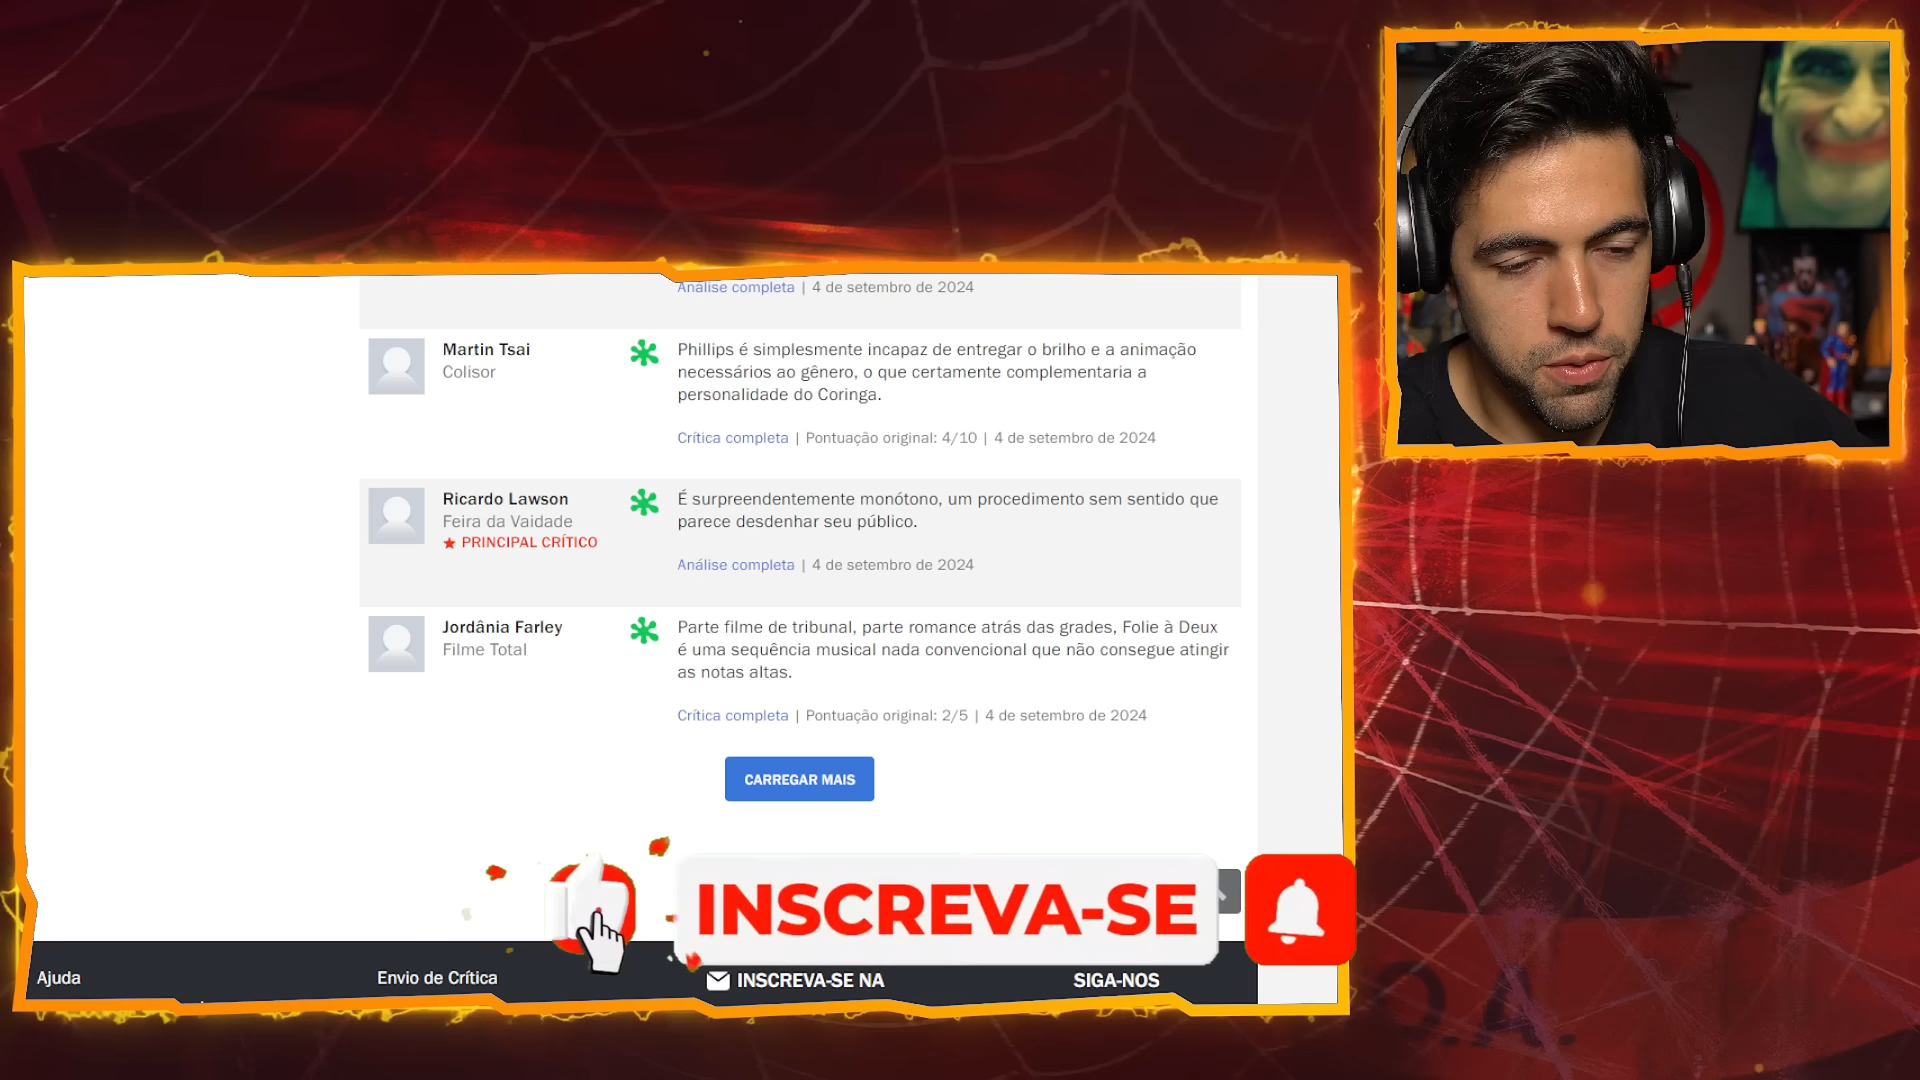 Análise completa | 4 de setembro de 2024
Martin Tsai
Colisor
Phillips é simplesmente incapaz de entregar o brilho e a animação
necessários ao gênero, o que certamente complementaria a
personalidade do Coringa.
Crítica completa | Pontuação original: 4/10 | 4 de setembro de 2024
Ricardo Lawson
Feira da Vaidade
PRINCIPAL CRÍTICO
É surpreendentemente monótono, um procedimento sem sentido que
parece desdenhar seu público.
Análise completa | 4 de setembro de 2024
Jordânia Farley
Filme Total
Parte filme de tribunal, parte romance atrás das grades, Folie à Deux
é uma sequência musical nada convencional que não consegue atingir
as notas altas.
Crítica completa | Pontuação original: 2/5 | 4 de setembro de 2024
CARREGAR MAIS
INSCREVA-SE
Ajuda
Envio de Crítica
INSCREVA-SE NA
SIGA-NOS